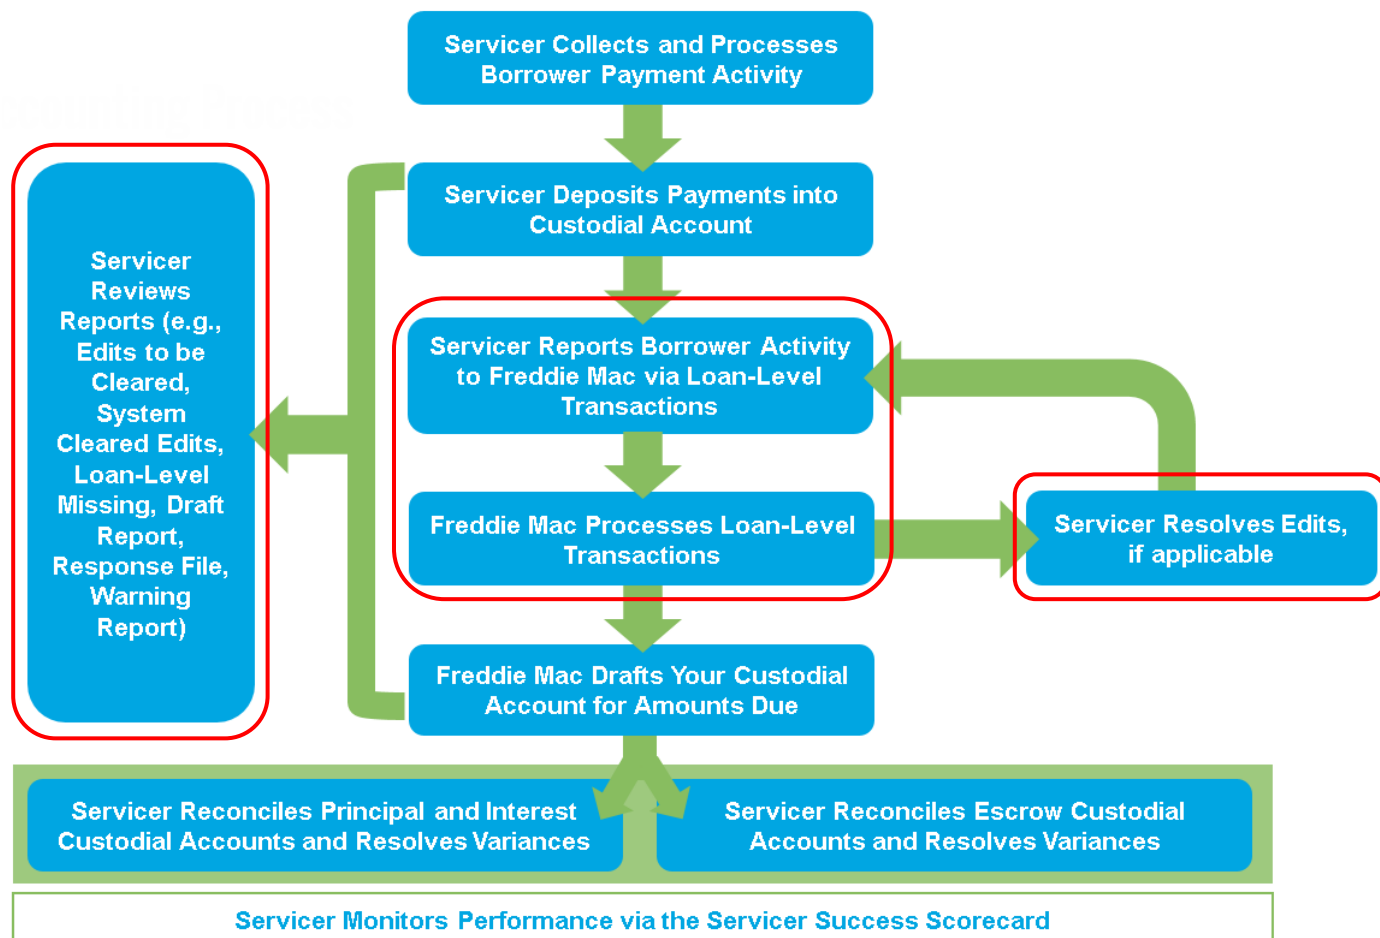 Servicer Collects and Processes
Borrower Payment Activity
Servicer Deposits Payments into
Custodial Account
Servicer
Reviews
Reports (e.g.,
Edits to be
Cleared,
System
Cleared Edits,
Loan-Level
Missing, Draft
Report,
Response File,
Warning
Report)
Servicer Reports Borrower Activity
to Freddie Mac via Loan-Level
Transactions
Freddie Mac Processes Loan-Level
Transactions
Servicer Resolves Edits,
if applicable
Freddie Mac Drafts Your Custodial
Account for Amounts Due
Servicer Reconciles Principal and Interest
Custodial Accounts and Resolves Variances
Servicer Reconciles Escrow Custodial
Accounts and Resolves Variances
Servicer Monitors Performance via the Servicer Success Scorecard